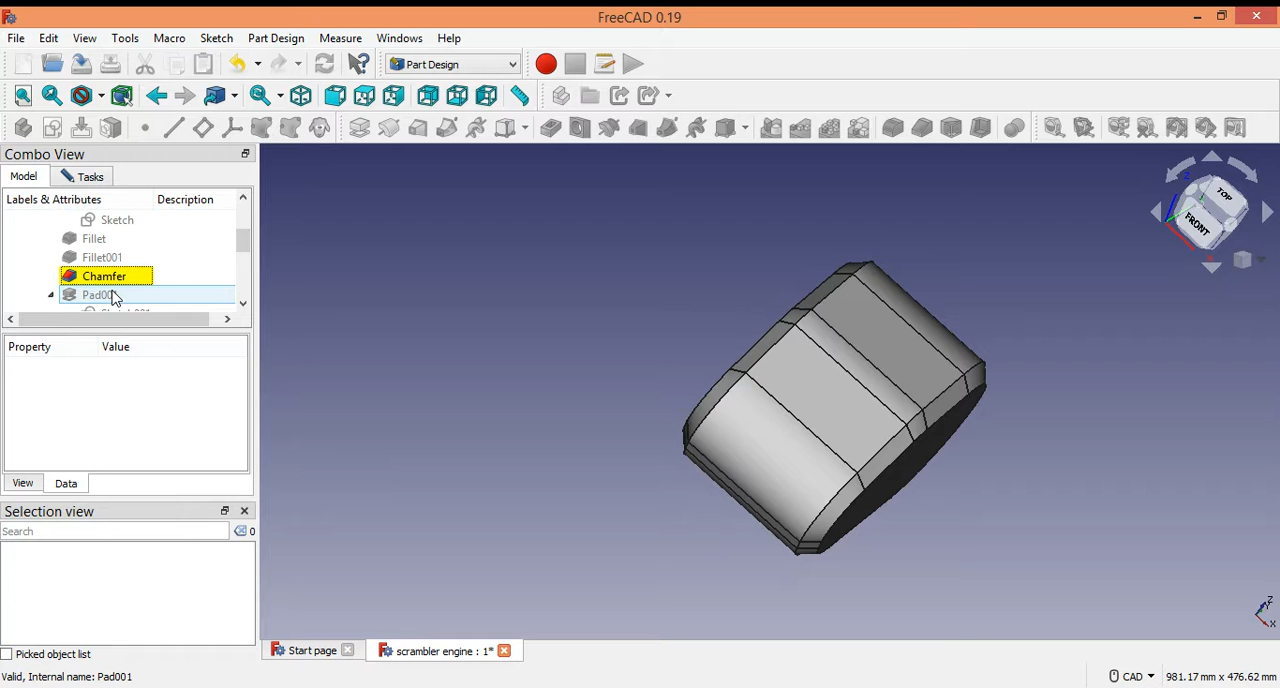 FreeCAD 0.19
File Edit View Tools Macro Sketch Part Design Measure Windows Help
Part Design
Combo View
Model Tasks
Labels & Attributes Description
Sketch
Fillet
Fillet001
Chamfer
Property Value
View Data
Selection view
Search 0
Picked object list
TOP
FRONT
Z
X
Start page scrambler engine : 1*
Valid, Internal name: Pad001 CAD 981.17 mm x 476.62 mm